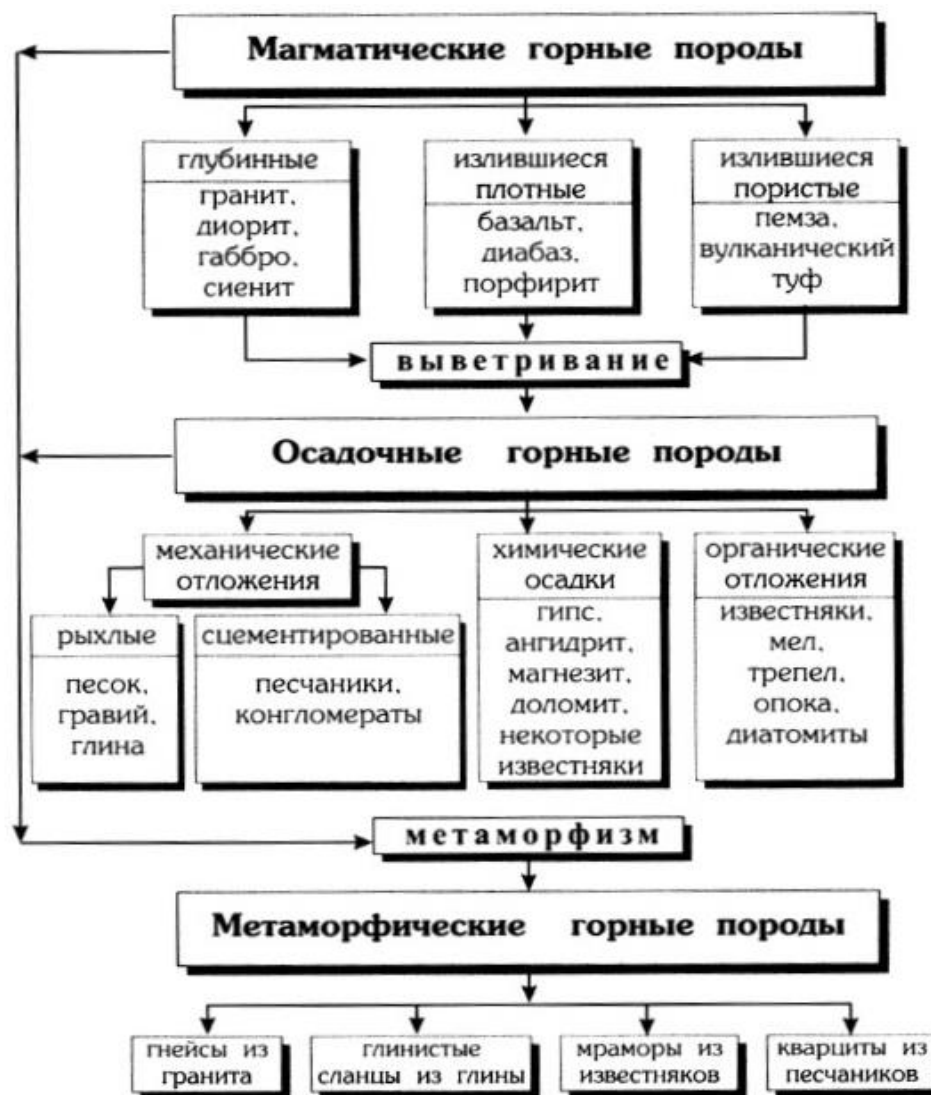 Магматические горные породы
глубинные
гранит,
диорит,
габбро,
сиенит
излившиеся
плотные
базальт,
диабаз,
порфирит
излившиеся
пористые
пемза,
вулканический
туф
выветривание
Осадочные горные породы
механические
отложения
рыхлые
песок,
гравий,
глина
сцементированные
песчаники,
конгломераты
химические
осадки
гипс,
ангидрит,
магнезит,
доломит,
некоторые
известняки
органические
отложения
известняки,
мел,
трепел,
опока,
диатомиты
метаморфизм
Метаморфические горные породы
гнейсы из
гранита
глинистые
сланцы из глины
мраморы из
известняков
кварциты из
песчаников